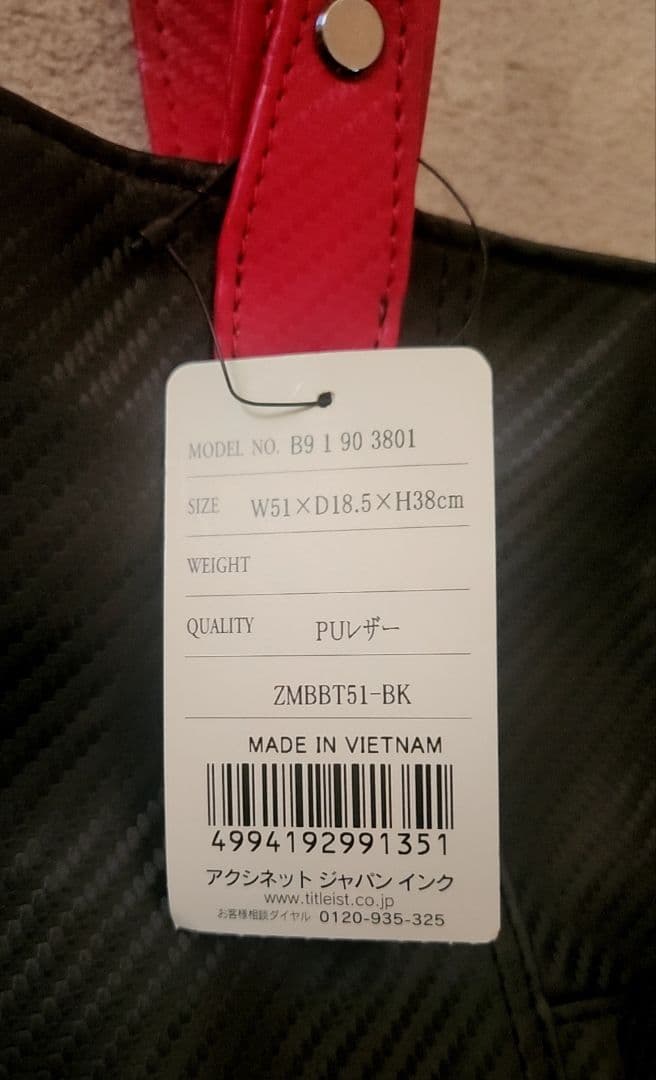 MODEL NO. B9 1 90 3801
SIZE W51×D18.5×H38cm
WEIGHT
QUALITY PUレザー
ZMBBT51-BK
MADE IN VIETNAM
4994192991351
アクシネット ジャパン インク
www.titleist.co.jp
お客様相談ダイヤル 0120-935-325